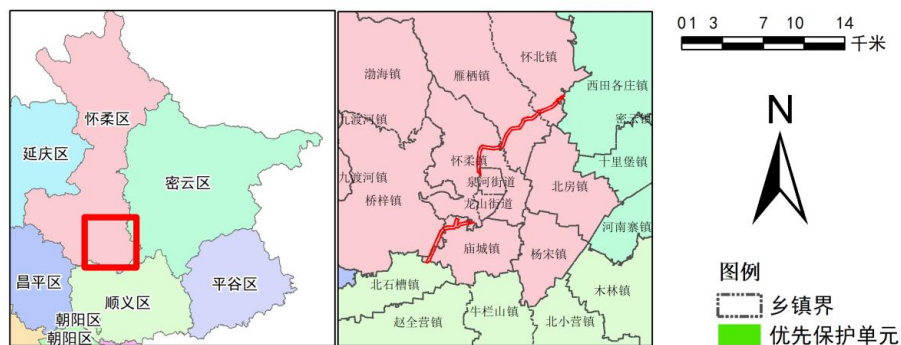 怀柔区
延庆区
密云区
昌平区
顺义区
平谷区
朝阳区
朝阳区
渤海镇
雁栖镇
怀北镇
西田各庄镇
九渡河镇
密云镇
怀柔镇
十里堡镇
泉河街道
九渡河镇
北房镇
桥梓镇
龙山街道
河南寨镇
庙城镇
杨宋镇
北石槽镇
木林镇
赵全营镇
牛栏山镇
北小营镇
0 1 3 7 10 14
千米
N
图例
乡镇界
优先保护单元